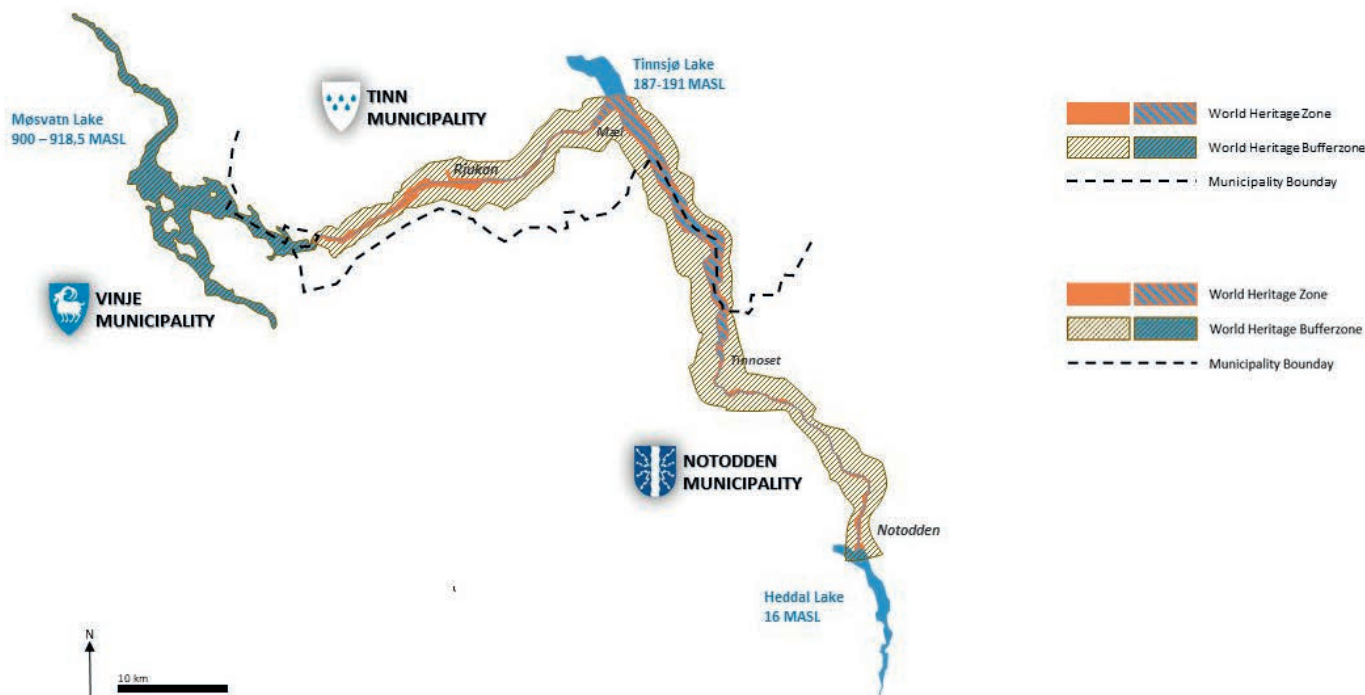 Møsvatn Lake
900 – 918,5 MASL
TINN
MUNICIPALITY
Tinnsjø Lake
187-191 MASL
Mæl
Rjukan
VINJE
MUNICIPALITY
Tinnoset
NOTODDEN
MUNICIPALITY
Notodden
Heddal Lake
16 MASL
N
10 km
World Heritage Zone
World Heritage Bufferzone
Municipality Bounday
World Heritage Zone
World Heritage Bufferzone
Municipality Bounday